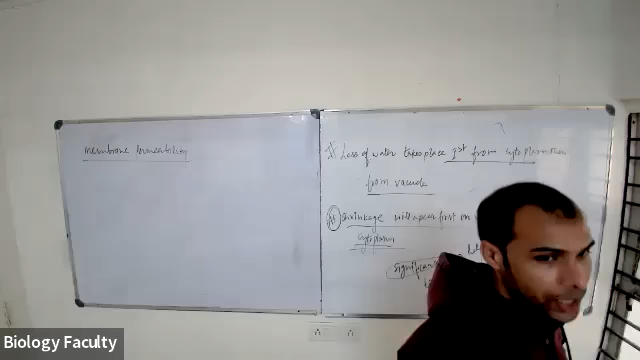 membrane permeability
Loss of water takes place 1st from cytoplasm then
from vacuole
shrinkage will appear first on
cytoplasm
Biology Faculty